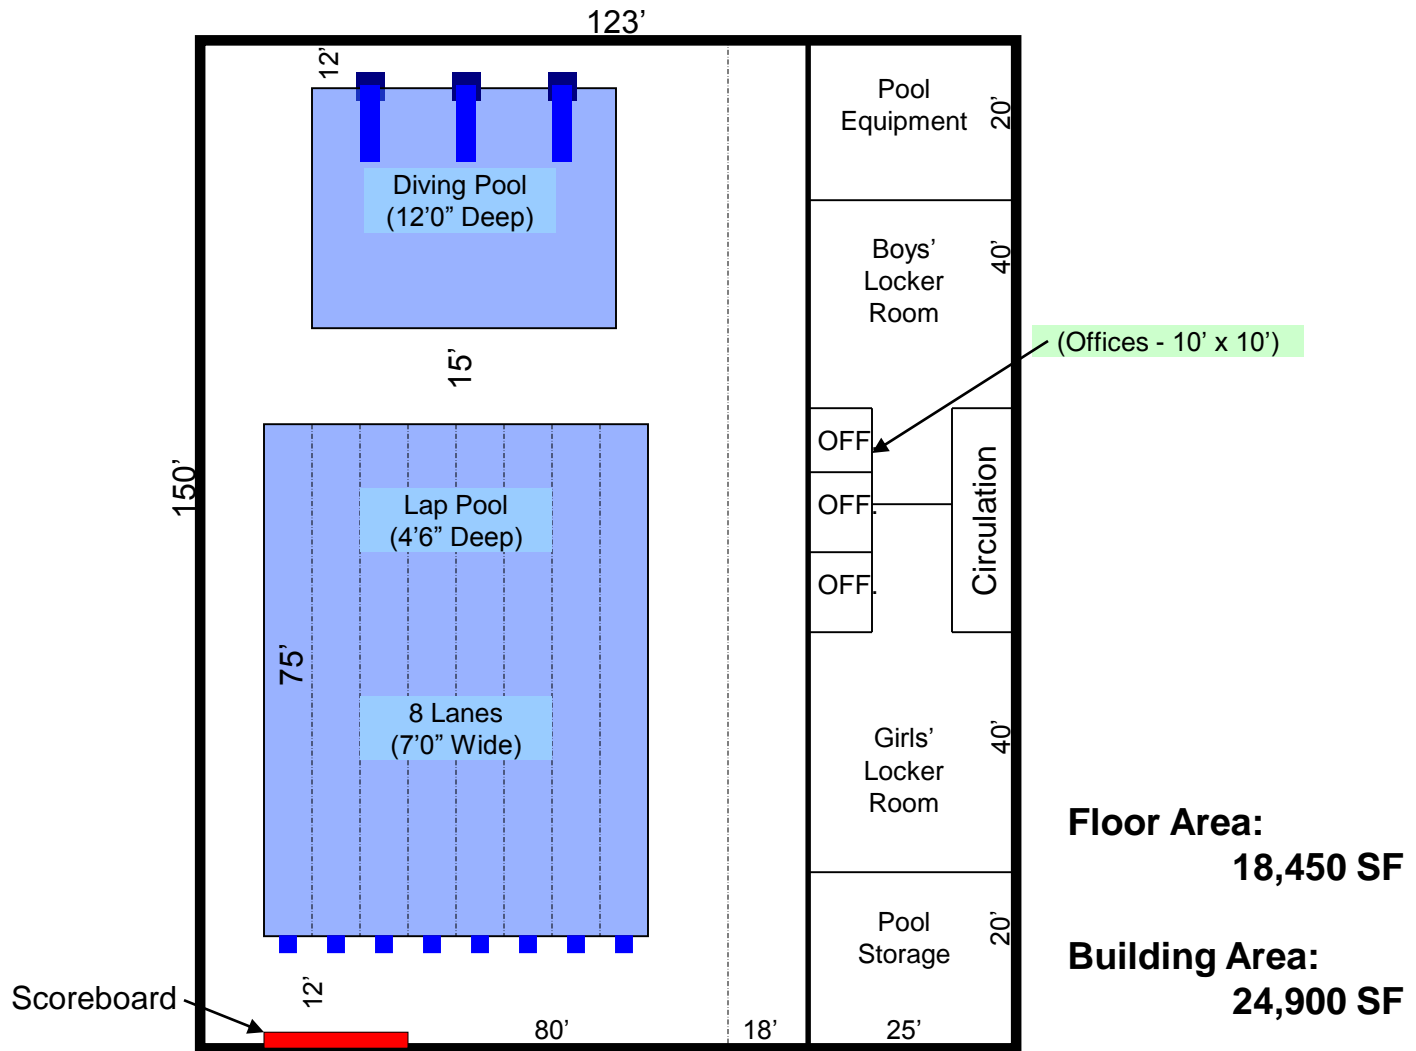 123’
12’
Pool
Equipment
20’
Diving Pool
(12’0” Deep)
Boys’
Locker
Room
40’
(Offices - 10’ x 10’)
15’
150’
OFF.
OFF.
OFF.
Circulation
Lap Pool
(4’6” Deep)
75’
8 Lanes
(7’0” Wide)
Girls’
Locker
Room
40’
Floor Area:
18,450 SF
Pool
Storage
20’
Building Area:
24,900 SF
Scoreboard
12’
80’
18’
25’